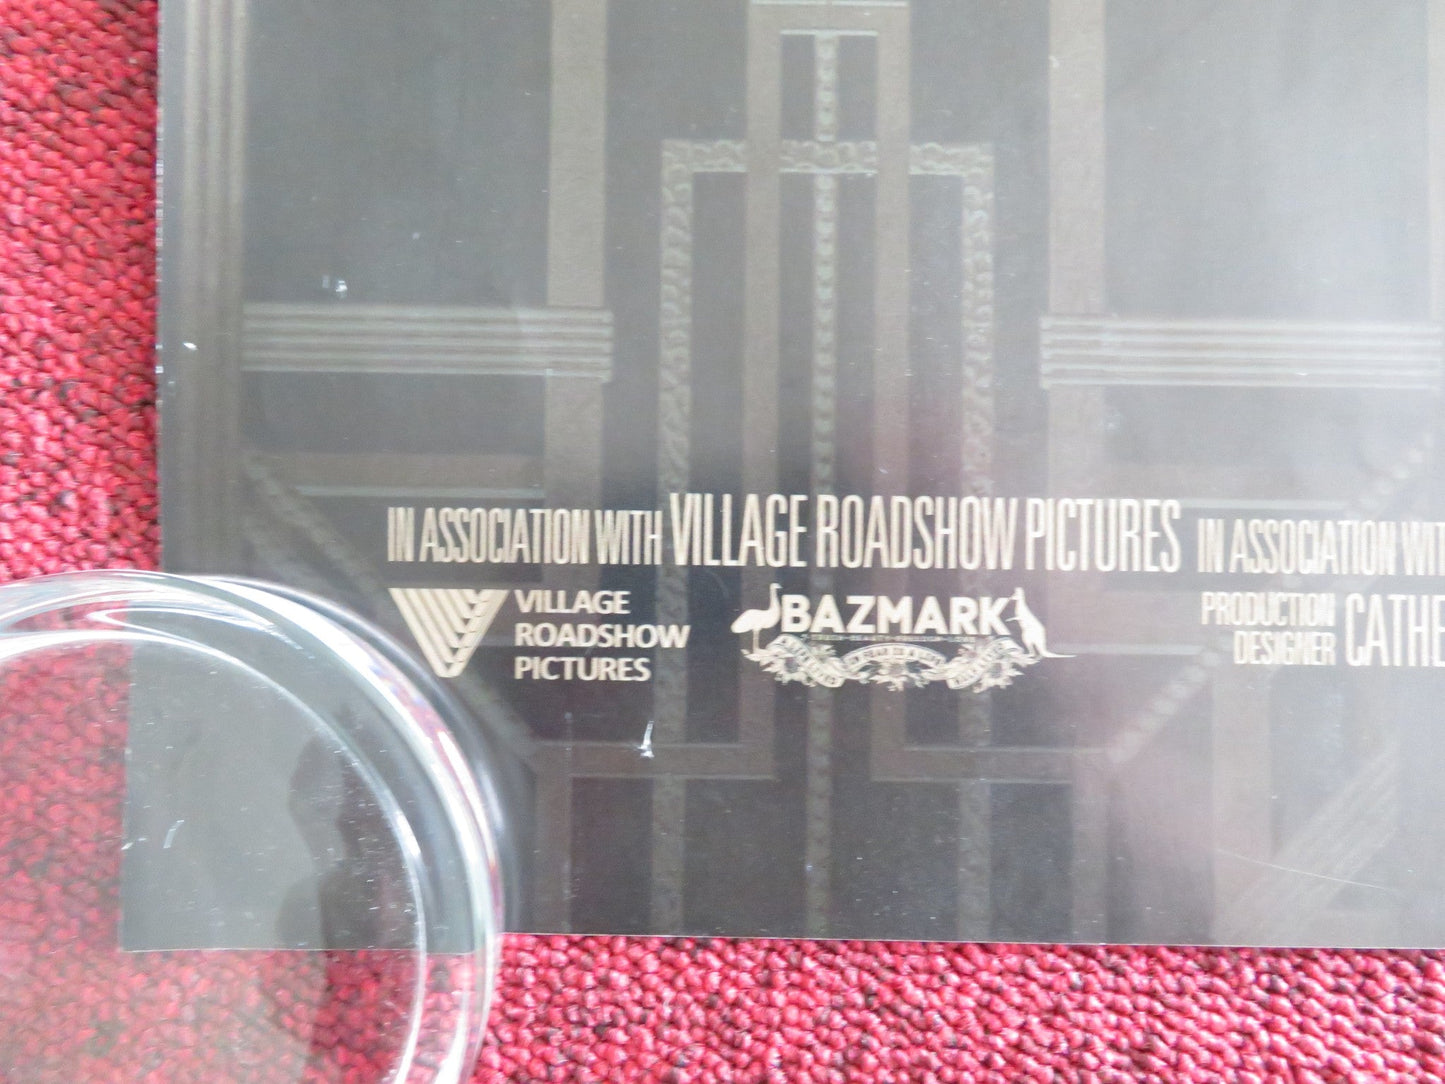 IN ASSOCIATION WITH VILLAGE ROADSHOW PICTURES IN ASSOCIATION WIT
VILLAGE
ROADSHOW
PICTURES
BAZMARK
PRODUCTION
DESIGNER CATHE